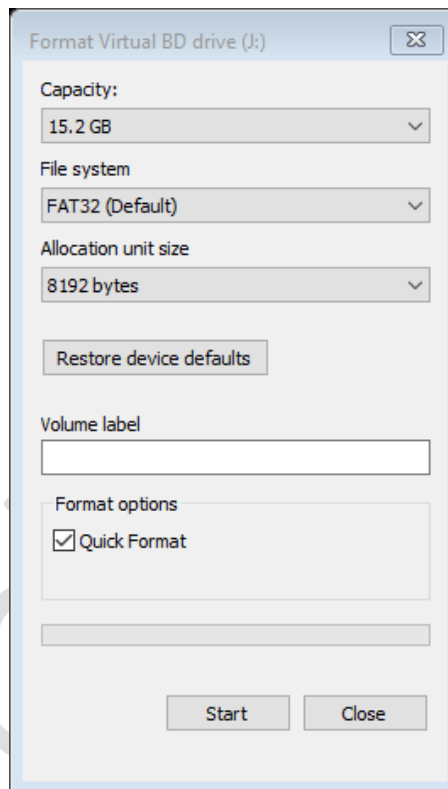 Format Virtual BD drive (J:)
Capacity:
15.2 GB
File system
FAT32 (Default)
Allocation unit size
8192 bytes
Restore device defaults
Volume label
Format options
Quick Format
Start
Close